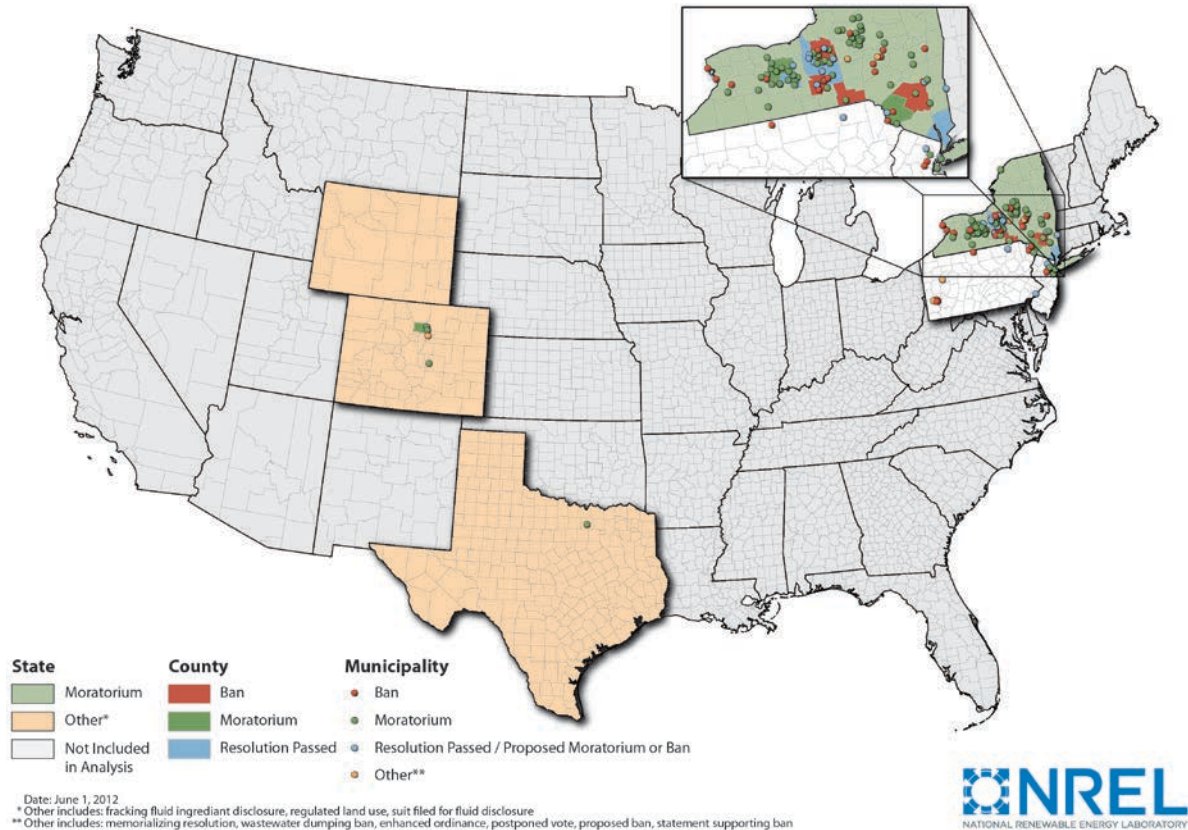 State
Moratorium
Other*
Not Included
in Analysis
County
Ban
Moratorium
Resolution Passed
Municipality
Ban
Moratorium
Resolution Passed / Proposed Moratorium or Ban
Other**
Date: June 1, 2012
* Other includes: fracking fluid ingrediant disclosure, regulated land use, suit filed for fluid disclosure
** Other includes: memorializing resolution, wastewater dumping ban, enhanced ordinance, postponed vote, proposed ban, statement supporting ban
NREL
NATIONAL RENEWABLE ENERGY LABORATORY